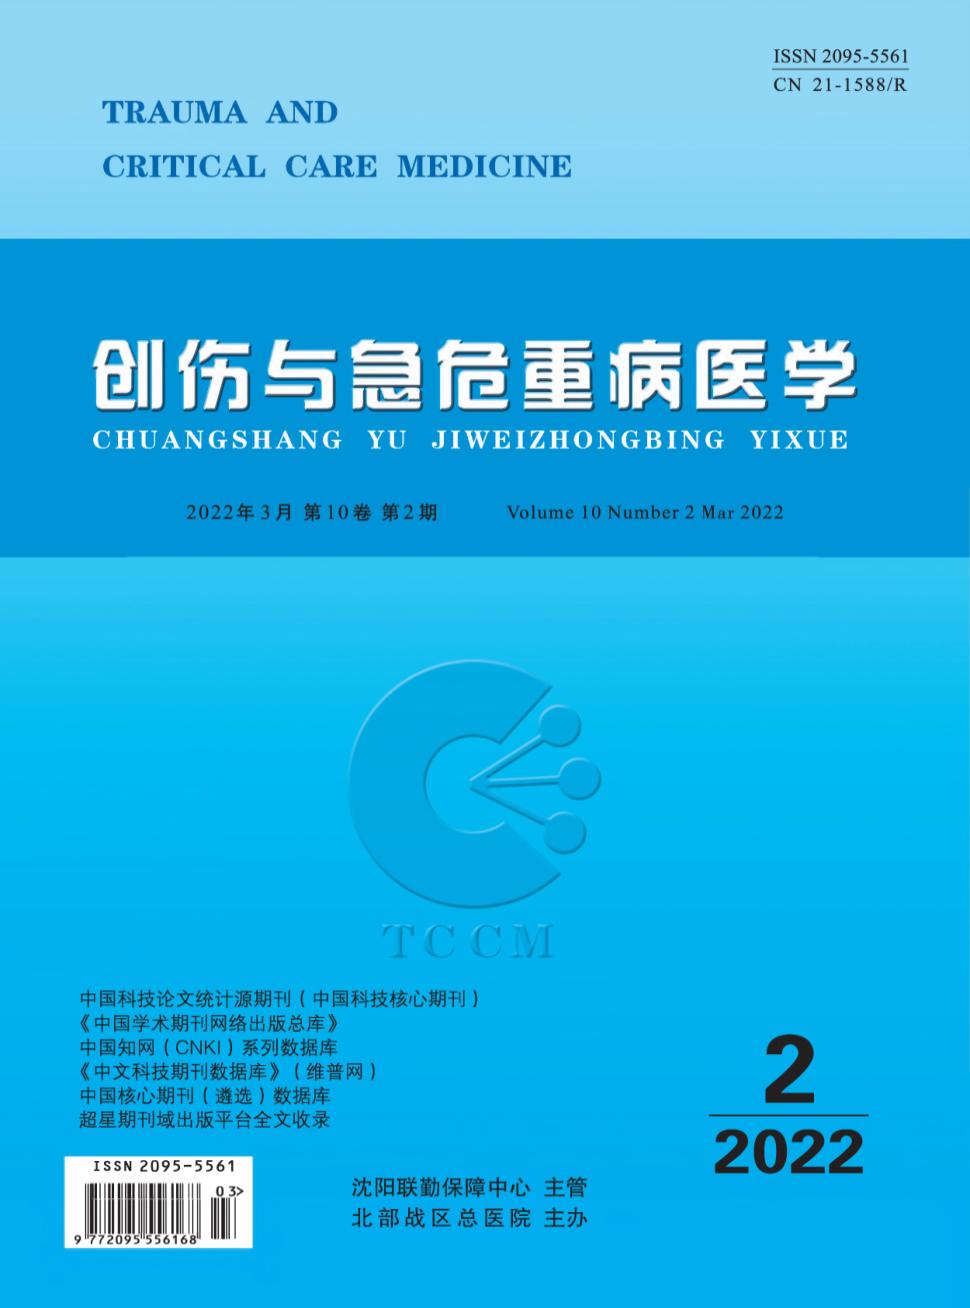 ISSN 2095-5561
CN 21-1588/R
TRAUMA AND
CRITICAL CARE MEDICINE
创伤与急危重病医学
CHUANGSHANG YU JIWEIZHONGBING YIXUE
2022年3月 第10卷 第2期 Volume 10 Number 2 Mar 2022
TCCM
中国科技论文统计源期刊（中国科技核心期刊）
《中国学术期刊网络出版总库》
中国知网（CNKI）系列数据库
《中文科技期刊数据库》（维普网）
中国核心期刊（遴选）数据库
超星期刊域出版平台全文收录
2
2022
ISSN 2095-5561
03>
9 772095 556168
沈阳联勤保障中心 主管
北部战区总医院 主办